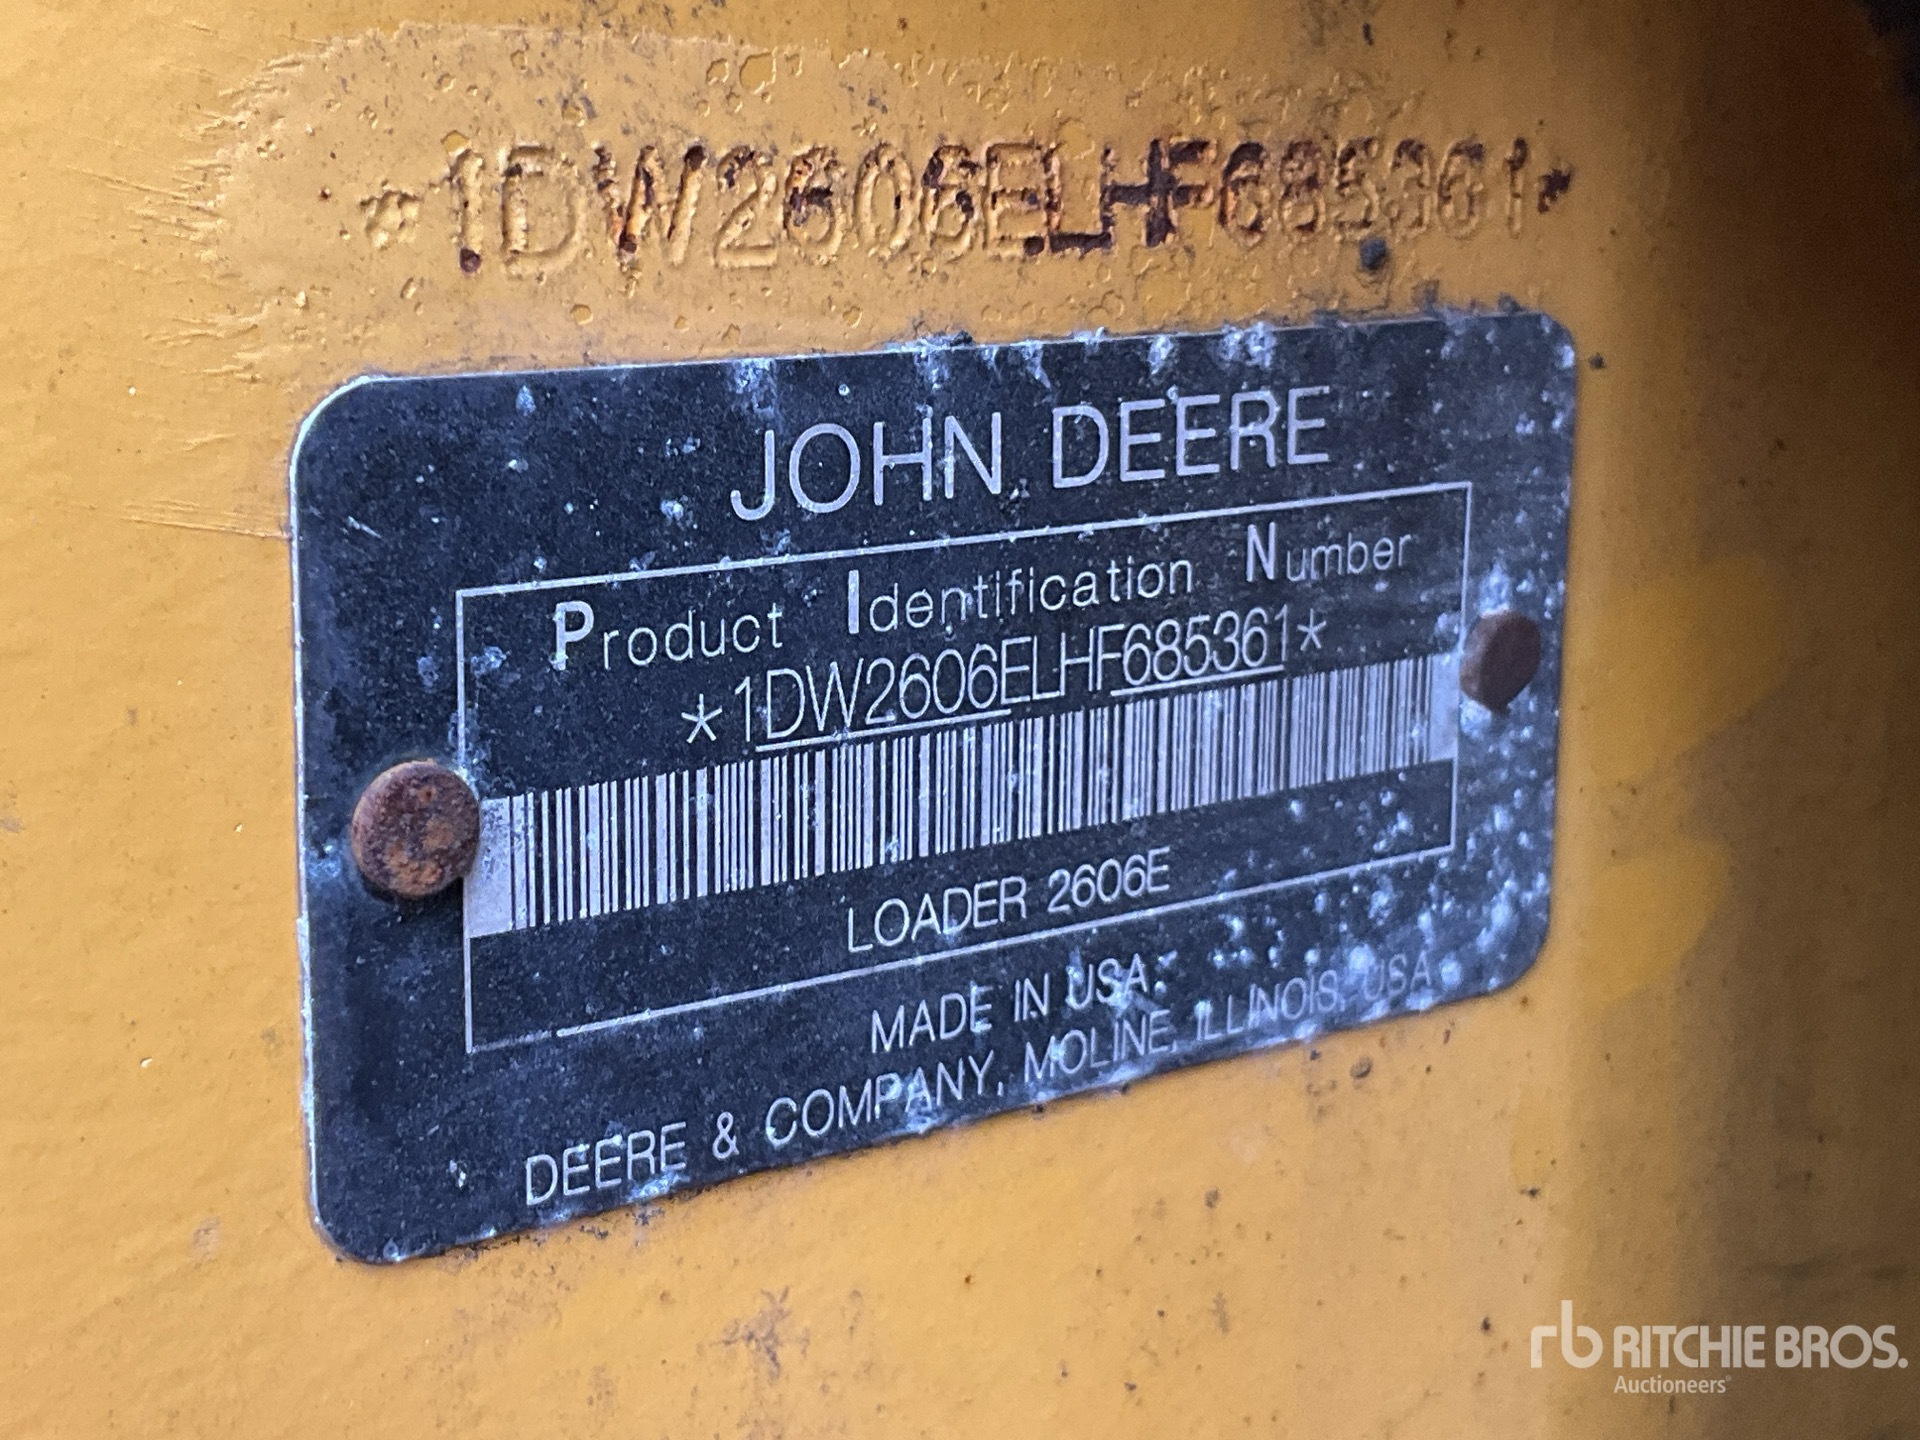 *1DW2606ELHF685361*
JOHN DEERE
Product Identification Number
*1DW2606ELHF685361*
LOADER 2606E
MADE IN USA.
DEERE & COMPANY, MOLINE, ILLINOIS, USA
rb RITCHIE BROS.
Auctioneers